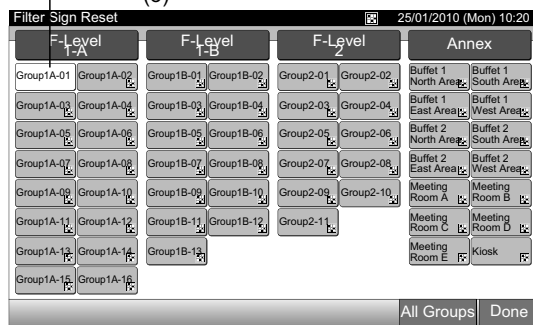 (3)
Filter Sign Reset 25/01/2010 (Mon) 10:20
F-Level 1-A F-Level 1-B F-Level 2 Annex
Group1A-01 Group1A-02 Group1B-01 Group1B-02 Group2-01 Group2-02 Buffet 1 North Area Buffet 1 South Area
Group1A-03 Group1A-04 Group1B-03 Group1B-04 Group2-03 Group2-04 Buffet 1 East Area Buffet 1 West Area
Group1A-05 Group1A-06 Group1B-05 Group1B-06 Group2-05 Group2-06 Buffet 2 North Area Buffet 2 South Area
Group1A-07 Group1A-08 Group1B-07 Group1B-08 Group2-07 Group2-08 Buffet 2 East Area Buffet 2 West Area
Group1A-09 Group1A-10 Group1B-09 Group1B-10 Group2-09 Group2-10 Meeting Room A Meeting Room B
Group1A-11 Group1A-12 Group1B-11 Group1B-12 Group2-11 Meeting Room C Meeting Room D
Group1A-13 Group1A-14 Group1B-13 Meeting Room E Kiosk
Group1A-15 Group1A-16
All Groups Done